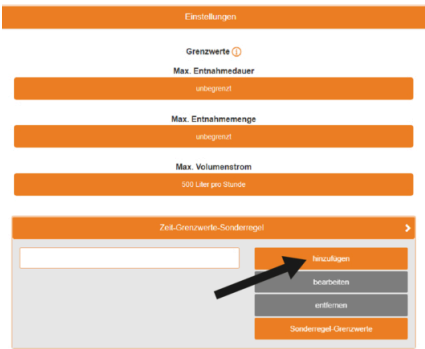 Einstellungen
Grenzwerte
Max. Entnahmedauer
unbegrenzt
Max. Entnahmemenge
unbegrenzt
Max. Volumenstrom
500 Liter pro Stunde
Zeit-Grenzwerte-Sonderregel
hinzufügen
bearbeiten
entfernen
Sonderregel-Grenzwerte